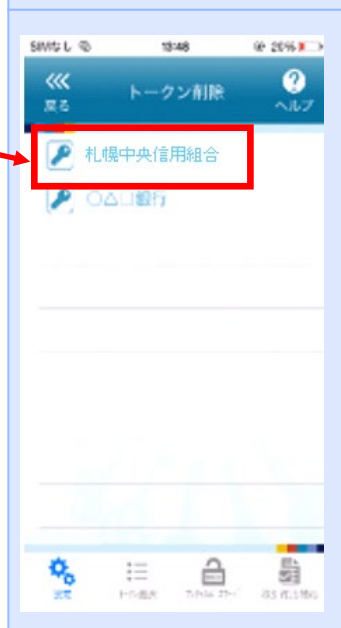 SIMなし 13:48 20%
戻る トークン削除 ? ヘルプ
札幌中央信用組合
○△□銀行
設定